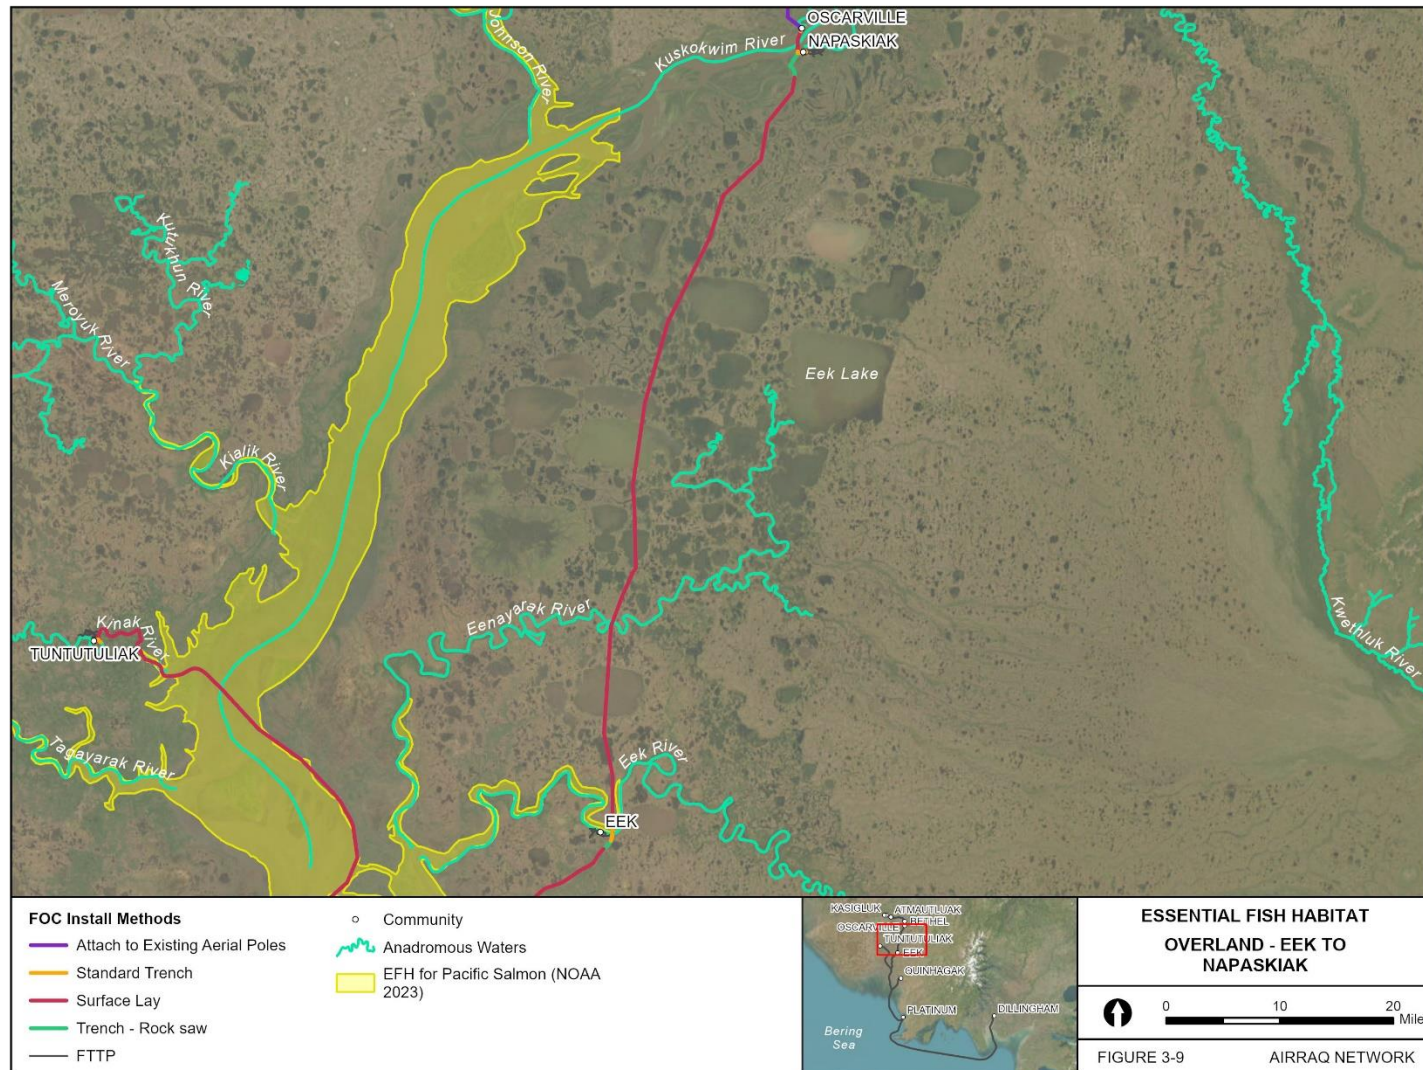 OSCARVILLE
NAPASKIAK
Johnson River
Kuskokwim River
Kutukhun River
Meroyuk River
Eek Lake
Kialik River
Kinak River
TUNTUTULIAK
Eenayarak River
Kwethluk River
Tagayarak River
Eek River
EEK
FOC Install Methods
Attach to Existing Aerial Poles
Standard Trench
Surface Lay
Trench - Rock saw
FTTP
Community
Anadromous Waters
EFH for Pacific Salmon (NOAA
2023)
KASIGLUK
ATMAUTLUAK
BETHEL
OSCARVILLE
TUNTUTULIAK
EEK
QUINHAGAK
PLATINUM
DILLINGHAM
Bering
Sea
ESSENTIAL FISH HABITAT
OVERLAND - EEK TO
NAPASKIAK
0 10 20
Mile
FIGURE 3-9 AIRRAQ NETWORK